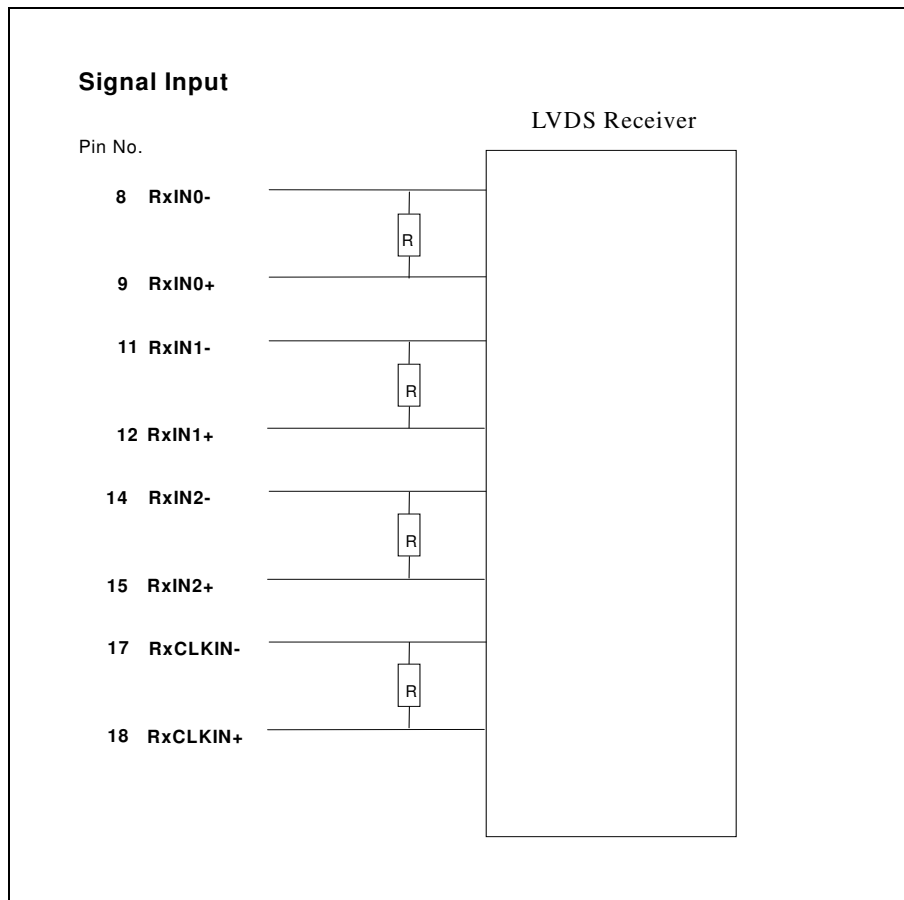 Signal Input
LVDS Receiver
Pin No.
8 RxIN0-
R
9 RxIN0+
11 RxIN1-
R
12 RxIN1+
14 RxIN2-
R
15 RxIN2+
17 RxCLKIN-
R
18 RxCLKIN+